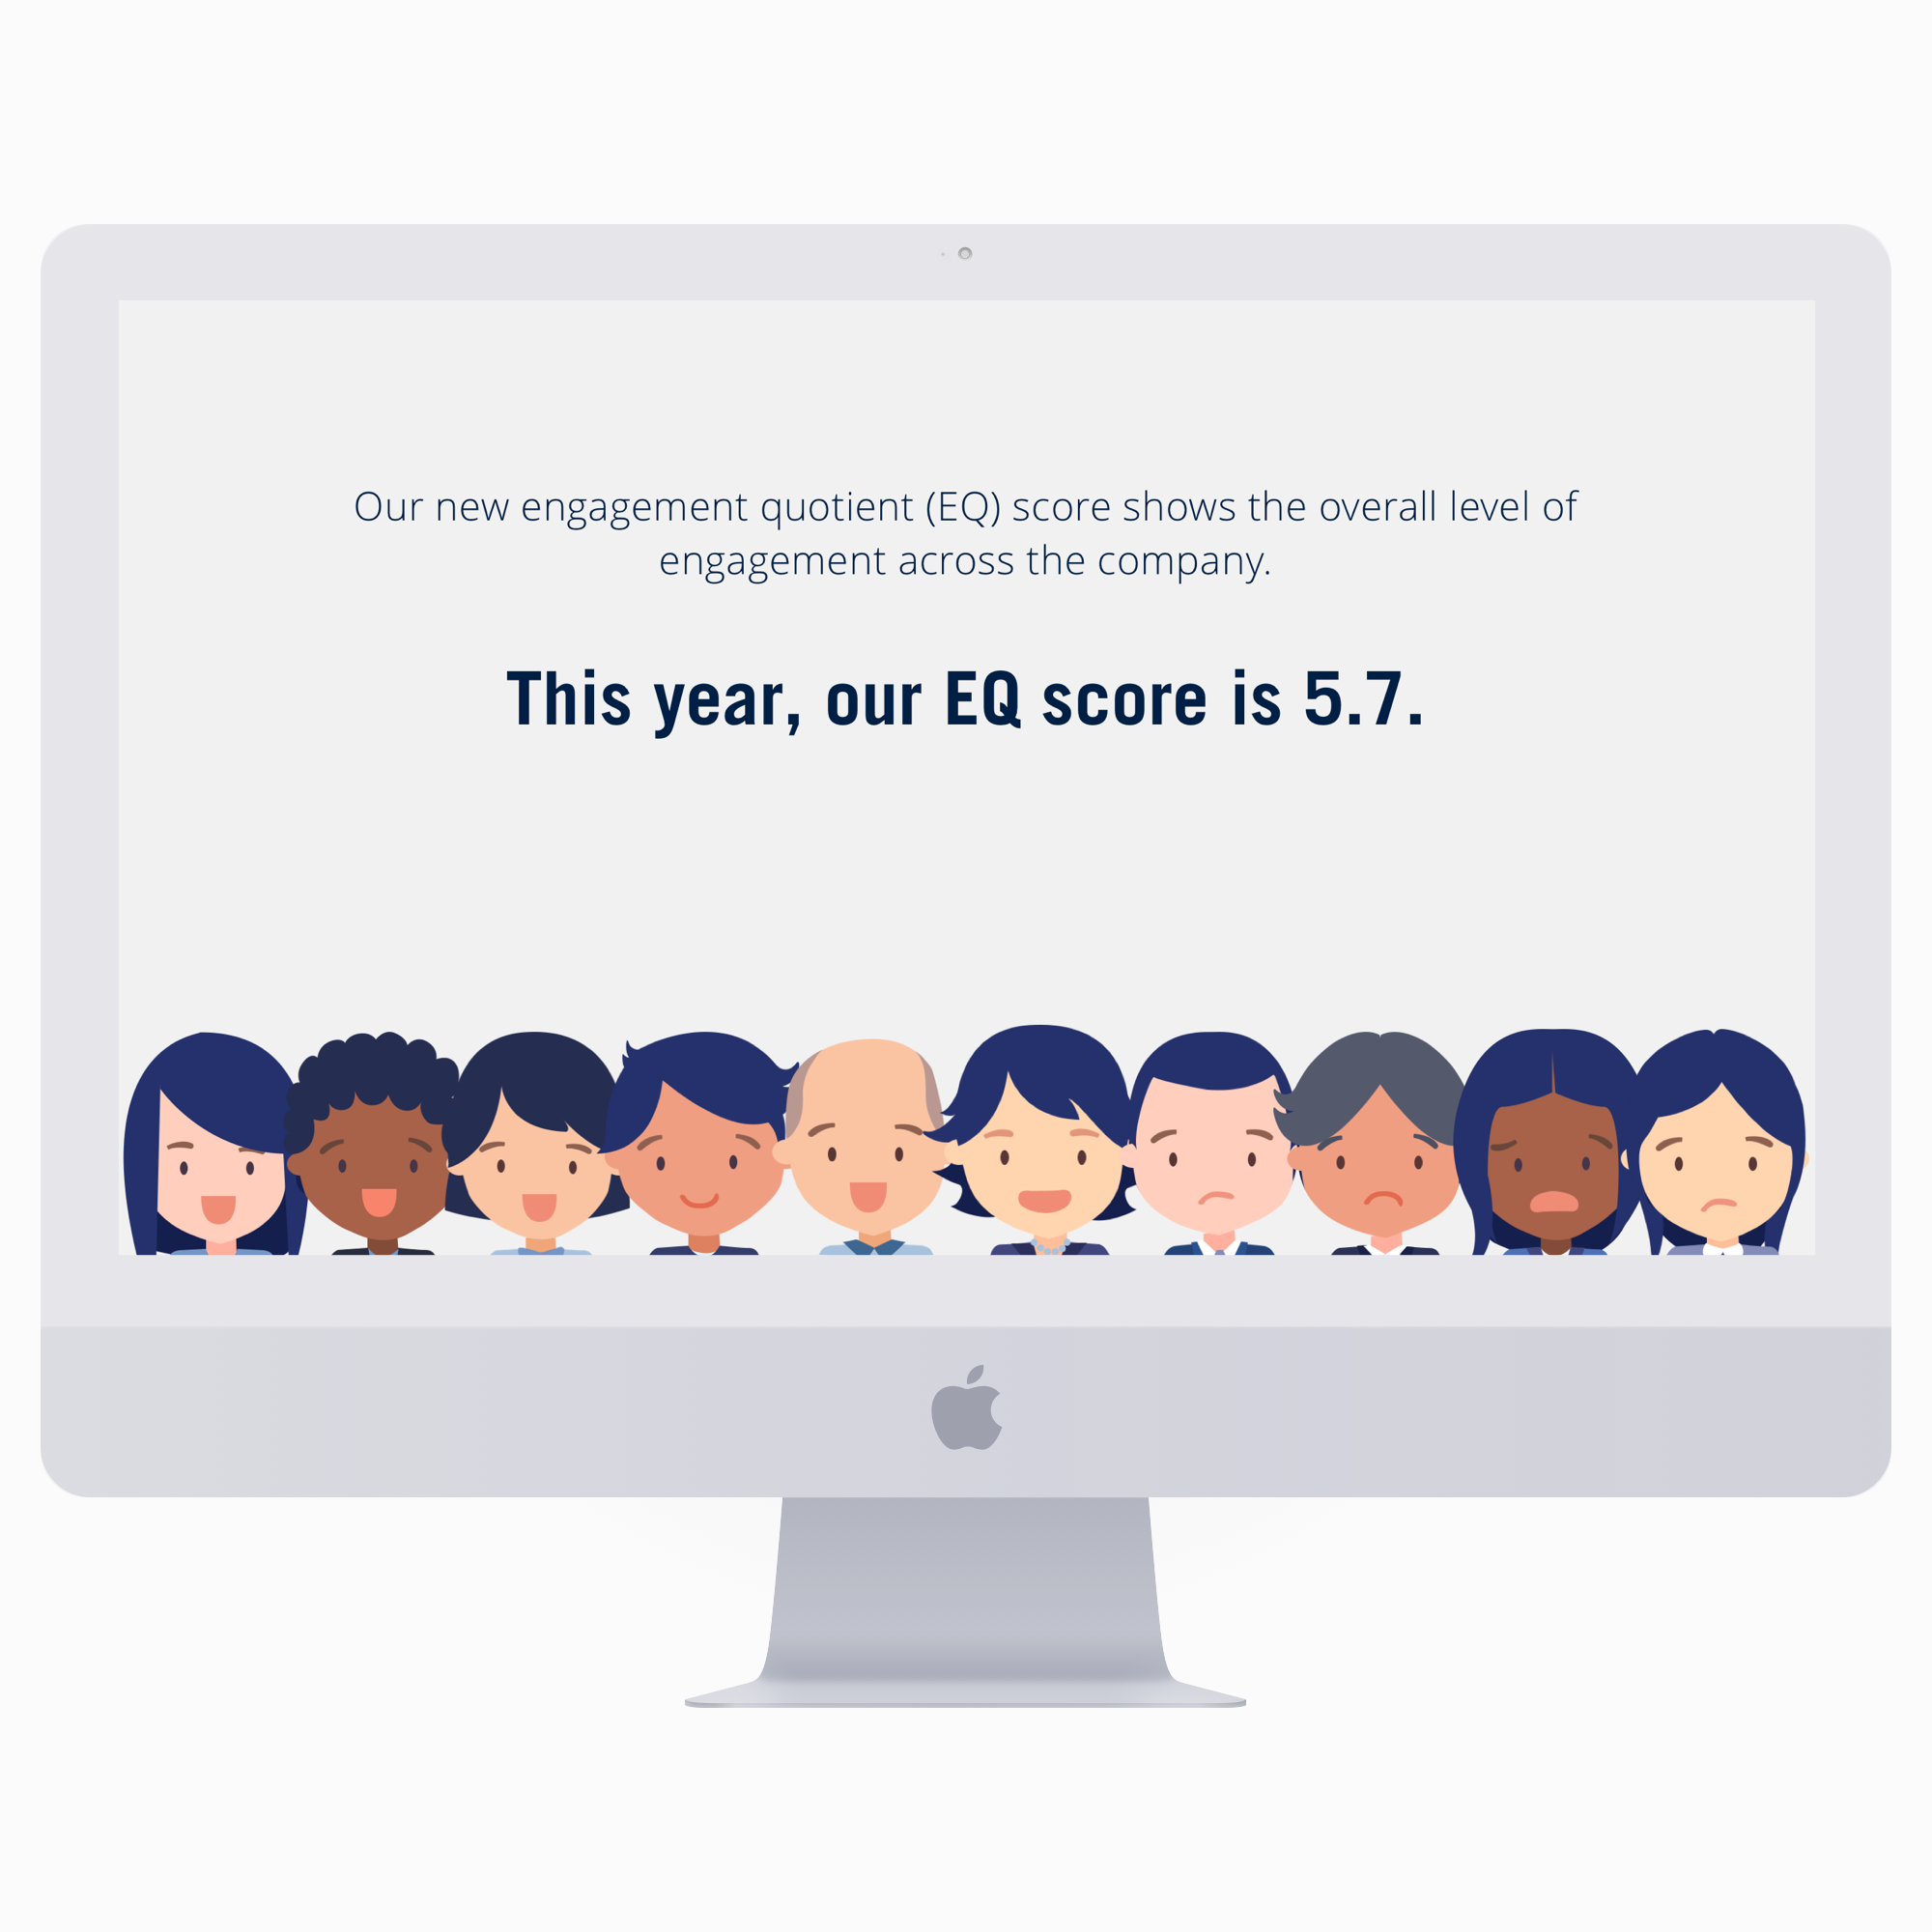 Our new engagement quotient (EQ) score shows the overall level of
engagement across the company.
This year, our EQ score is 5.7.